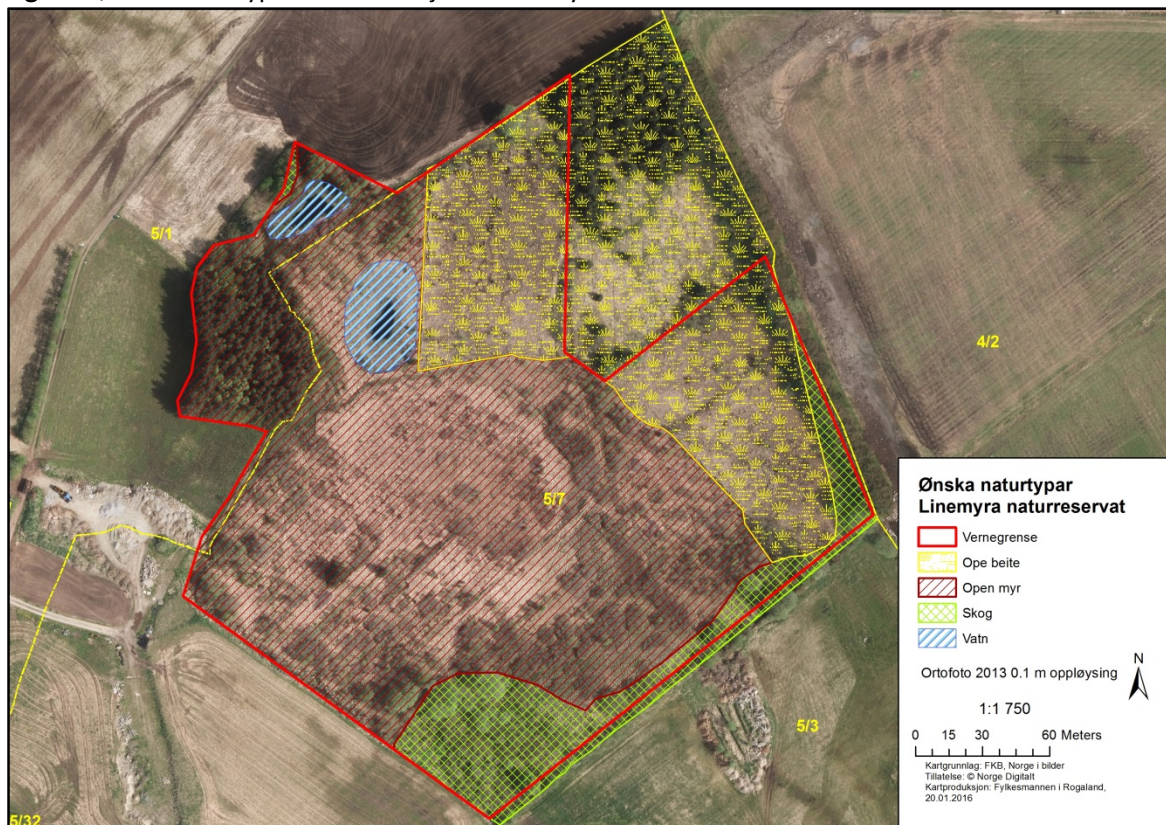 5/1
4/2
5/7
5/3
5/32
Ønska naturtypar
Linemyra naturreservat
Vernegrense
Ope beite
Open myr
Skog
Vatn
Ortofoto 2013 0.1 m oppløysing
N
1:1 750
0 15 30 60 Meters
Kartgrunnlag: FKB, Norge i bilder
Tillatelse: © Norge Digitalt
Kartproduksjon: Fylkesmannen i Rogaland,
20.01.2016